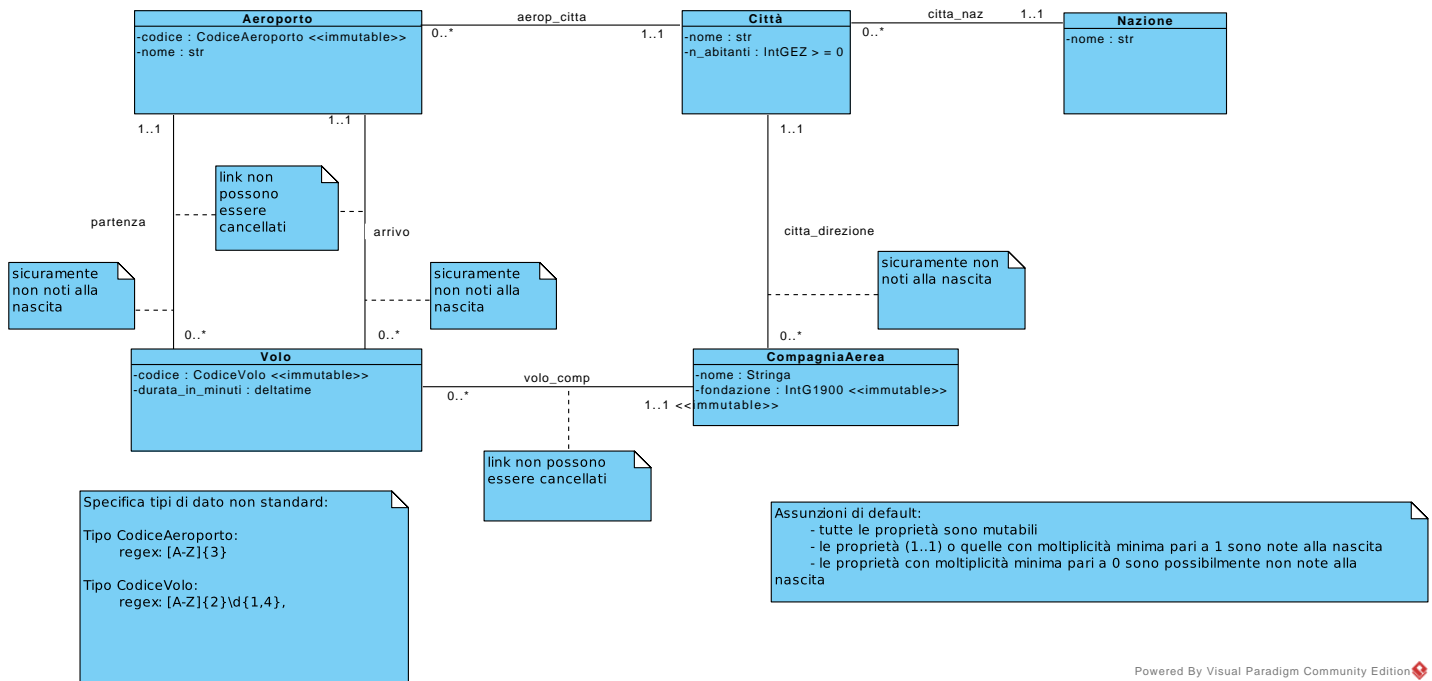 Aeroporto
-codice : CodiceAeroporto <<immutable>>
-nome : str
aerop_citta
0..*
1..1
Città
-nome : str
-n_abitanti : IntGEZ > = 0
citta_naz
1..1
0..*
Nazione
-nome : str
1..1
1..1
1..1
link non
possono
essere
cancellati
partenza
arrivo
citta_direzione
sicuramente
non noti alla
nascita
sicuramente
non noti alla
nascita
sicuramente non
noti alla nascita
0..*
0..*
0..*
Volo
-codice : CodiceVolo <<immutable>>
-durata_in_minuti : deltatime
volo_comp
0..*
1..1 <<immutable>>
CompagniaAerea
-nome : Stringa
-fondazione : IntG1900 <<immutable>>
link non possono
essere cancellati
Specifica tipi di dato non standard:
Tipo CodiceAeroporto:
regex: [A-Z]{3}
Tipo CodiceVolo:
regex: [A-Z]{2}\d{1,4},
Assunzioni di default:
- tutte le proprietà sono mutabili
- le proprietà (1..1) o quelle con moltiplicità minima pari a 1 sono note alla nascita
- le proprietà con moltiplicità minima pari a 0 sono possibilmente non note alla
nascita
Powered By Visual Paradigm Community Edition